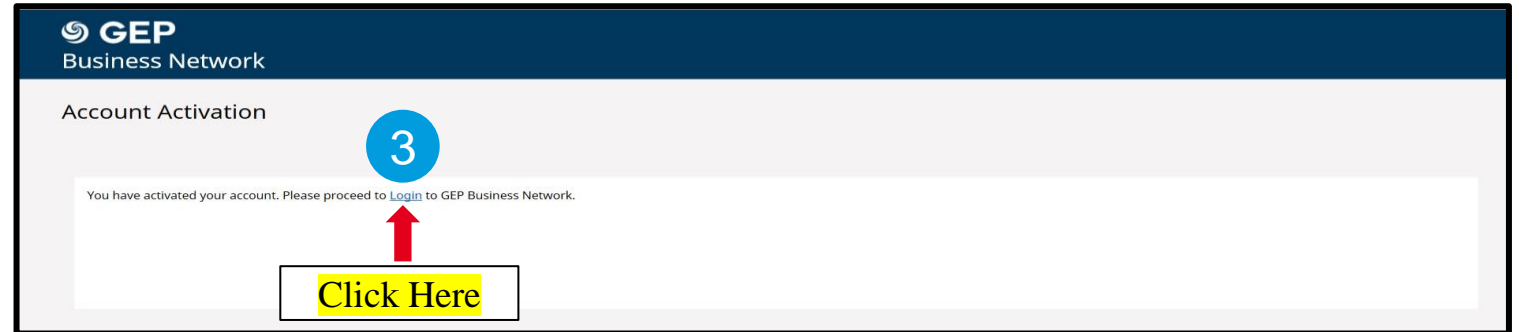 GEP
Business Network
Account Activation
3
You have activated your account. Please proceed to Login to GEP Business Network.
Click Here